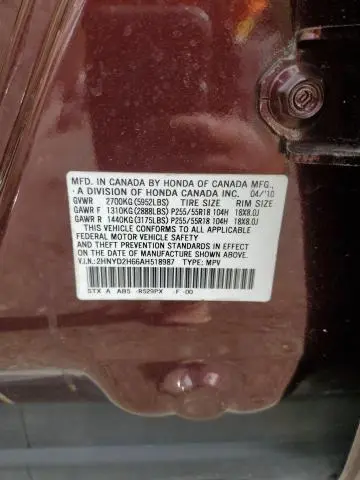 MFD. IN CANADA BY HONDA OF CANADA MFG.,
· A DIVISION OF HONDA CANADA INC. 04/'10
GVWR 2700KG(5952LBS) TIRE SIZE RIM SIZE
GAWR F 1310KG(2888LBS) P255/55R18 104H 18X8.0J
GAWR R 1440KG(3175LBS) P255/55R18 104H 18X8.0J
THIS VEHICLE CONFORMS TO ALL APPLICABLE
FEDERAL MOTOR VEHICLE SAFETY
AND THEFT PREVENTION STANDARDS IN EFFECT
ON THE DATE OF MANUFACTURE SHOWN ABOVE.
V.I.N.: 2HNYD2H66AH518987 TYPE: MPV
STX A ABS -R529PX -F -DD